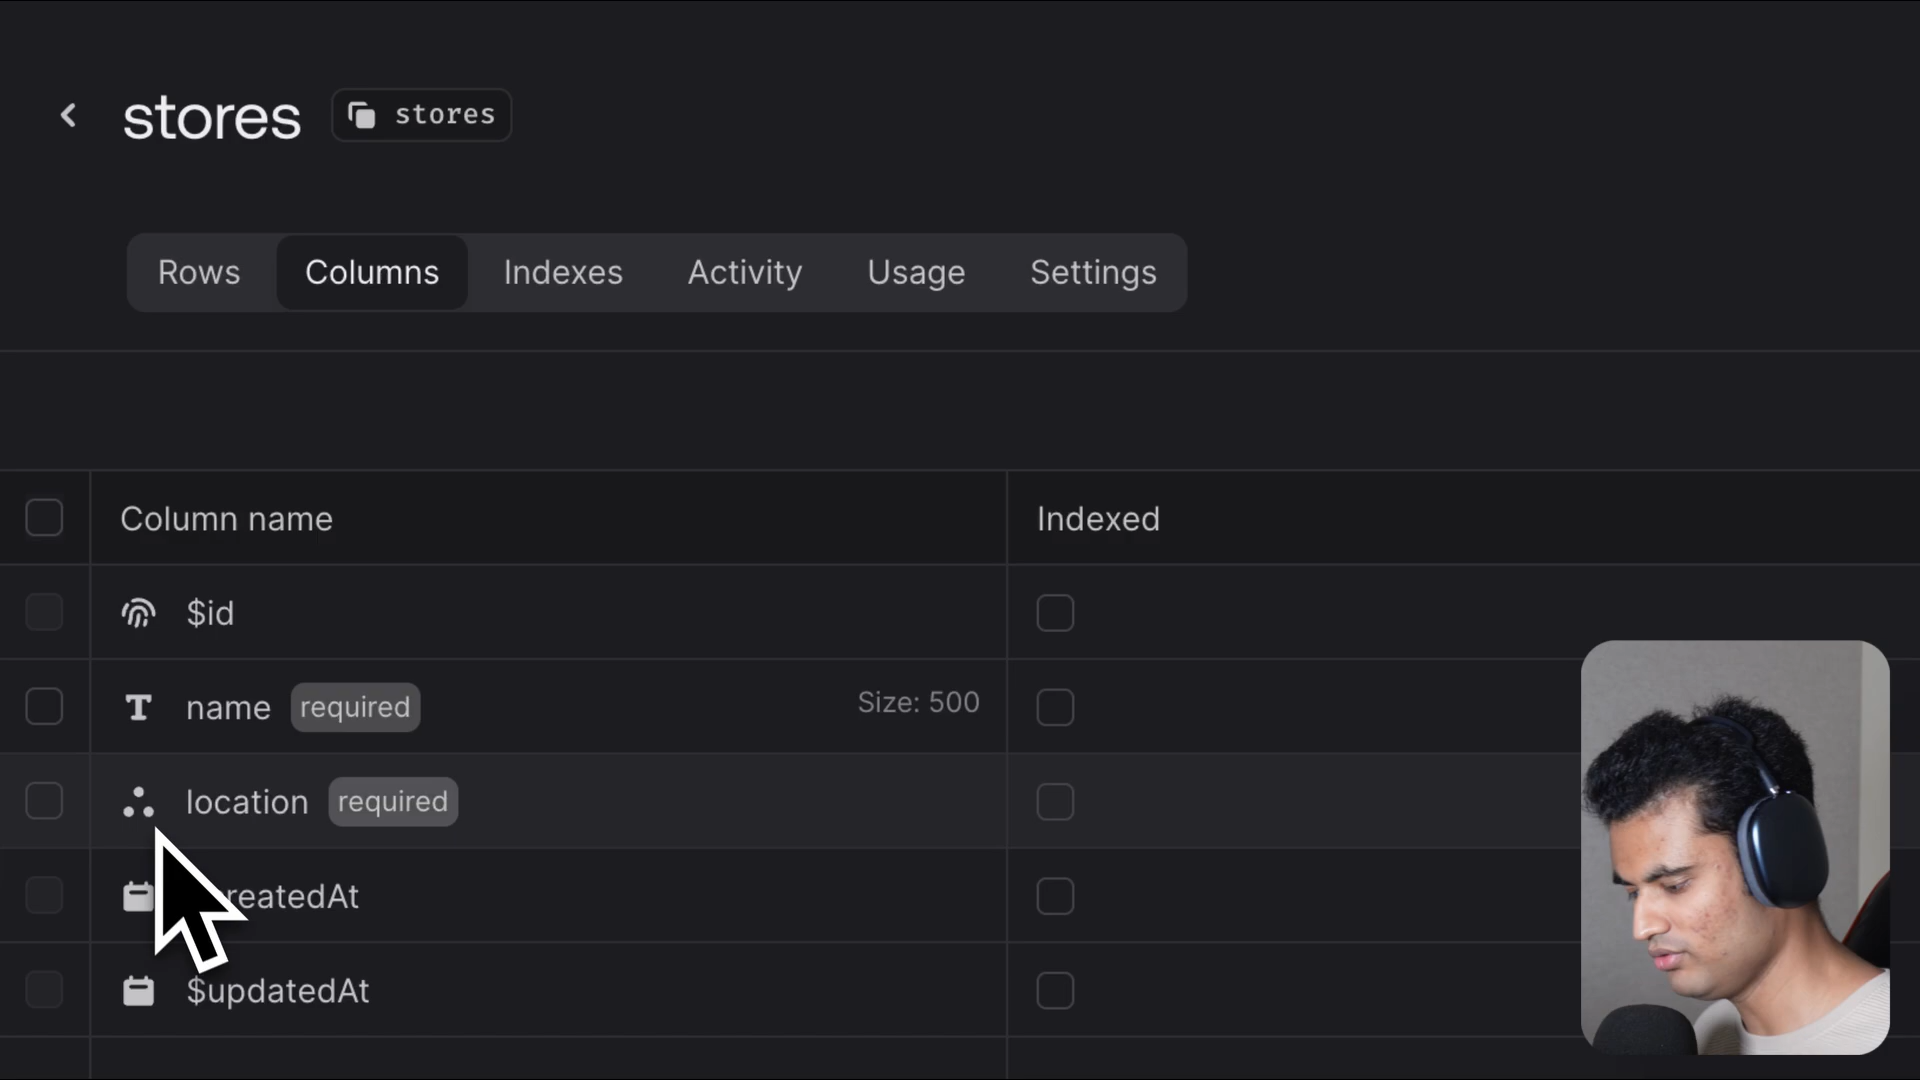 stores stores
Rows Columns Indexes Activity Usage Settings
Column name Indexed
$id
name required Size: 500
location required
reatedAt
$updatedAt